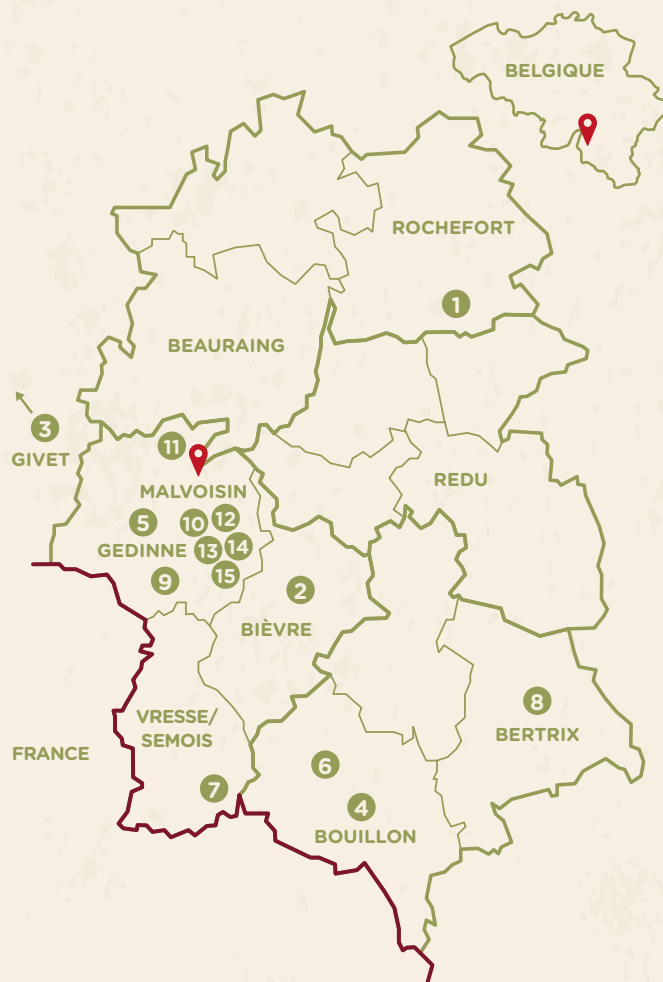 BELGIQUE
ROCHEFORT
1
BEAURAING
3
GIVET
11
MALVOISIN
REDU
5
10
12
GEDINNE
13
14
15
9
2
BIÈVRE
8
BERTRIX
VRESSE/
SEMOIS
FRANCE
6
7
4
BOUILLON